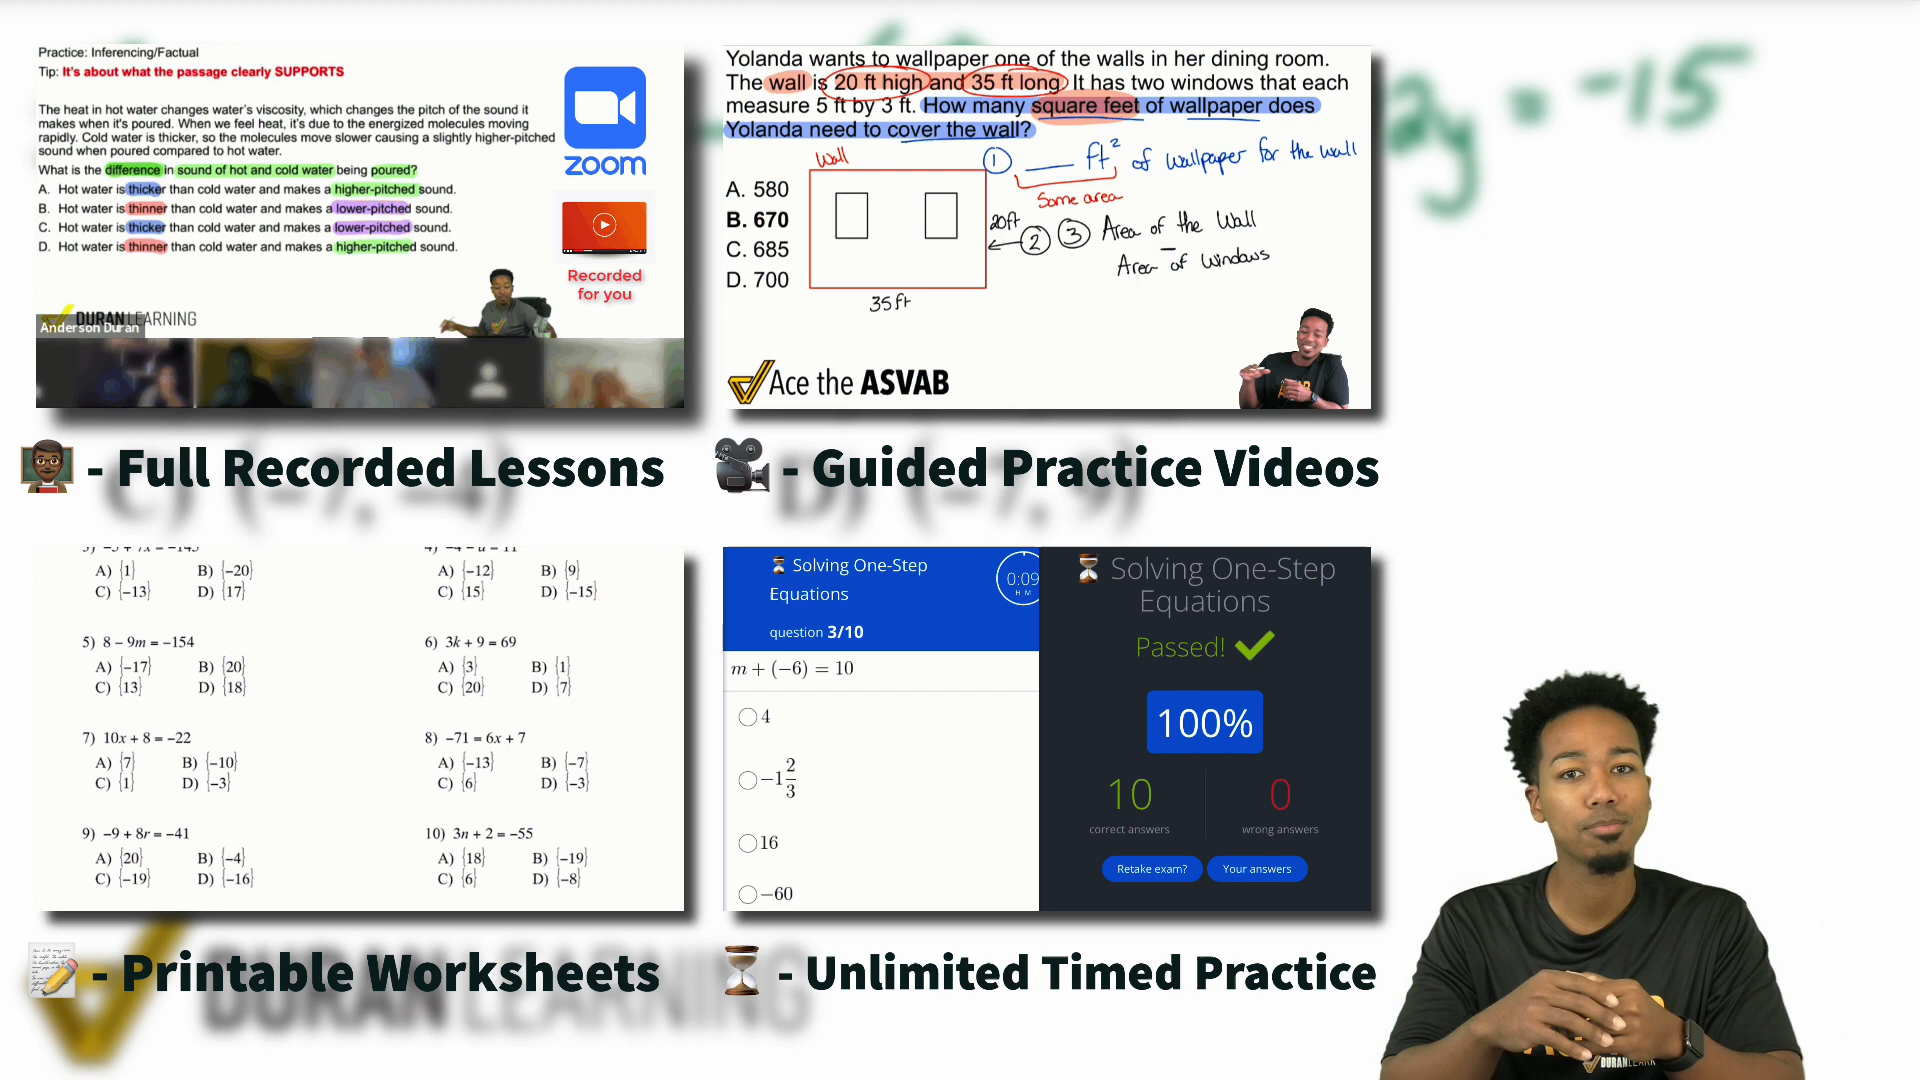 Practice: Inferencing/Factual
Tip: It's about what the passage clearly SUPPORTS
The heat in hot water changes water's viscosity, which changes the pitch of the sound it
makes when it's poured. When we feel heat, it's due to the energized molecules moving
rapidly. Cold water is thicker, so the molecules move slower causing a slightly higher-pitched
sound when poured compared to hot water.
What is the difference in sound of hot and cold water being poured?
A. Hot water is thicker than cold water and makes a higher-pitched sound.
B. Hot water is thinner than cold water and makes a lower-pitched sound.
C. Hot water is thicker than cold water and makes a lower-pitched sound.
D. Hot water is thinner than cold water and makes a higher-pitched sound.
zoom
Recorded
for you
DURAN LEARNING
Anderson Duran
- Full Recorded Lessons
Yolanda wants to wallpaper one of the walls in her dining room.
The wall is 20 ft high and 35 ft long. It has two windows that each
measure 5 ft by 3 ft. How many square feet of wallpaper does
Yolanda need to cover the wall?
Wall
1 ___ ft² of wallpaper for the wall
Some area
A. 580
B. 670
C. 685
D. 700
20ft
2 3 Area of the Wall
–
Area of Windows
35ft
Ace the ASVAB
- Guided Practice Videos
2y = -15
C) (-7, -4)
D) (-7, 9)
A) {1} B) {-20}
C) {-13} D) {17}
A) {-12} B) {9}
C) {15} D) {-15}
5) 8 – 9m = –154
A) {-17} B) {20}
C) {13} D) {18}
6) 3k + 9 = 69
A) {3} B) {1}
C) {20} D) {7}
7) 10x + 8 = –22
A) {7} B) {-10}
C) {1} D) {-3}
8) –71 = 6x + 7
A) {-13} B) {-7}
C) {6} D) {-3}
9) –9 + 8r = –41
A) {20} B) {-4}
C) {-19} D) {-16}
10) 3n + 2 = –55
A) {18} B) {-19}
C) {6} D) {-8}
- Printable Worksheets
Solving One-Step
Equations
0:09
H M
question 3/10
m + (−6) = 10
4
−1 2/3
16
−60
Solving One-Step
Equations
Passed!
100%
10
correct answers
0
wrong answers
Retake exam?
Your answers
- Unlimited Timed Practice
DURAN LEARNING
DURAN LEARN